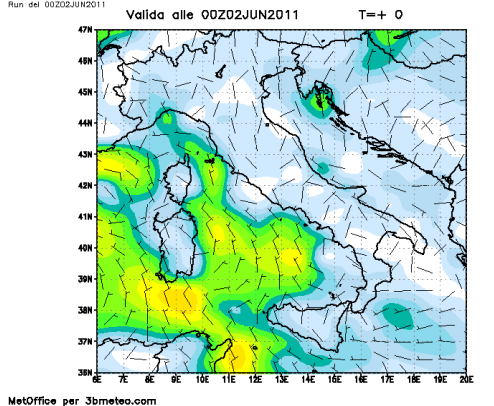 Run del 00Z02JUN2011
Valida alle 00Z02JUN2011 T=+ 0
47N
46N
45N
44N
43N
42N
41N
40N
39N
38N
37N
36N
6E 7E 8E 9E 10E 11E 12E 13E 14E 15E 16E 17E 18E 19E 20E
MetOffice per 3bmeteo.com